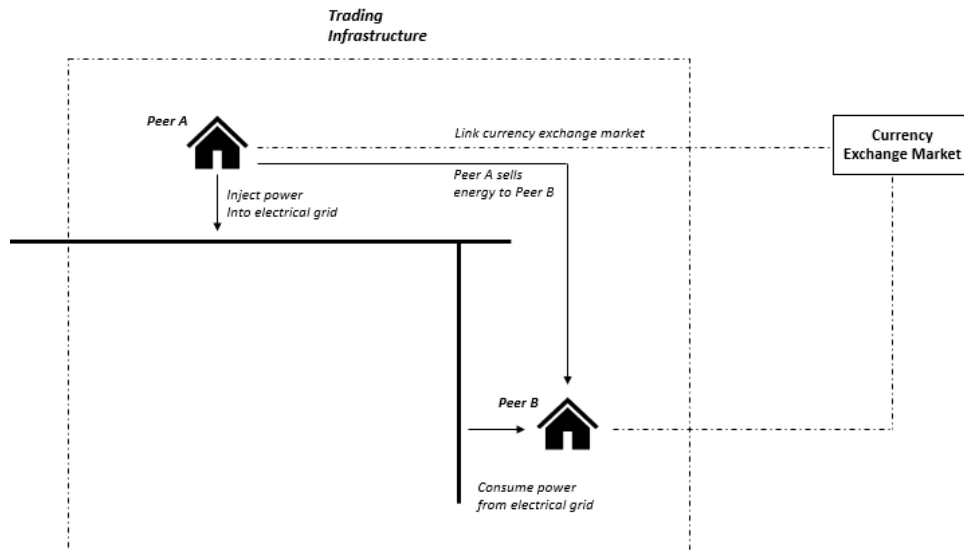 Trading
Infrastructure
Peer A
Link currency exchange market
Currency
Exchange Market
Peer A sells
energy to Peer B
Inject power
Into electrical grid
Peer B
Consume power
from electrical grid